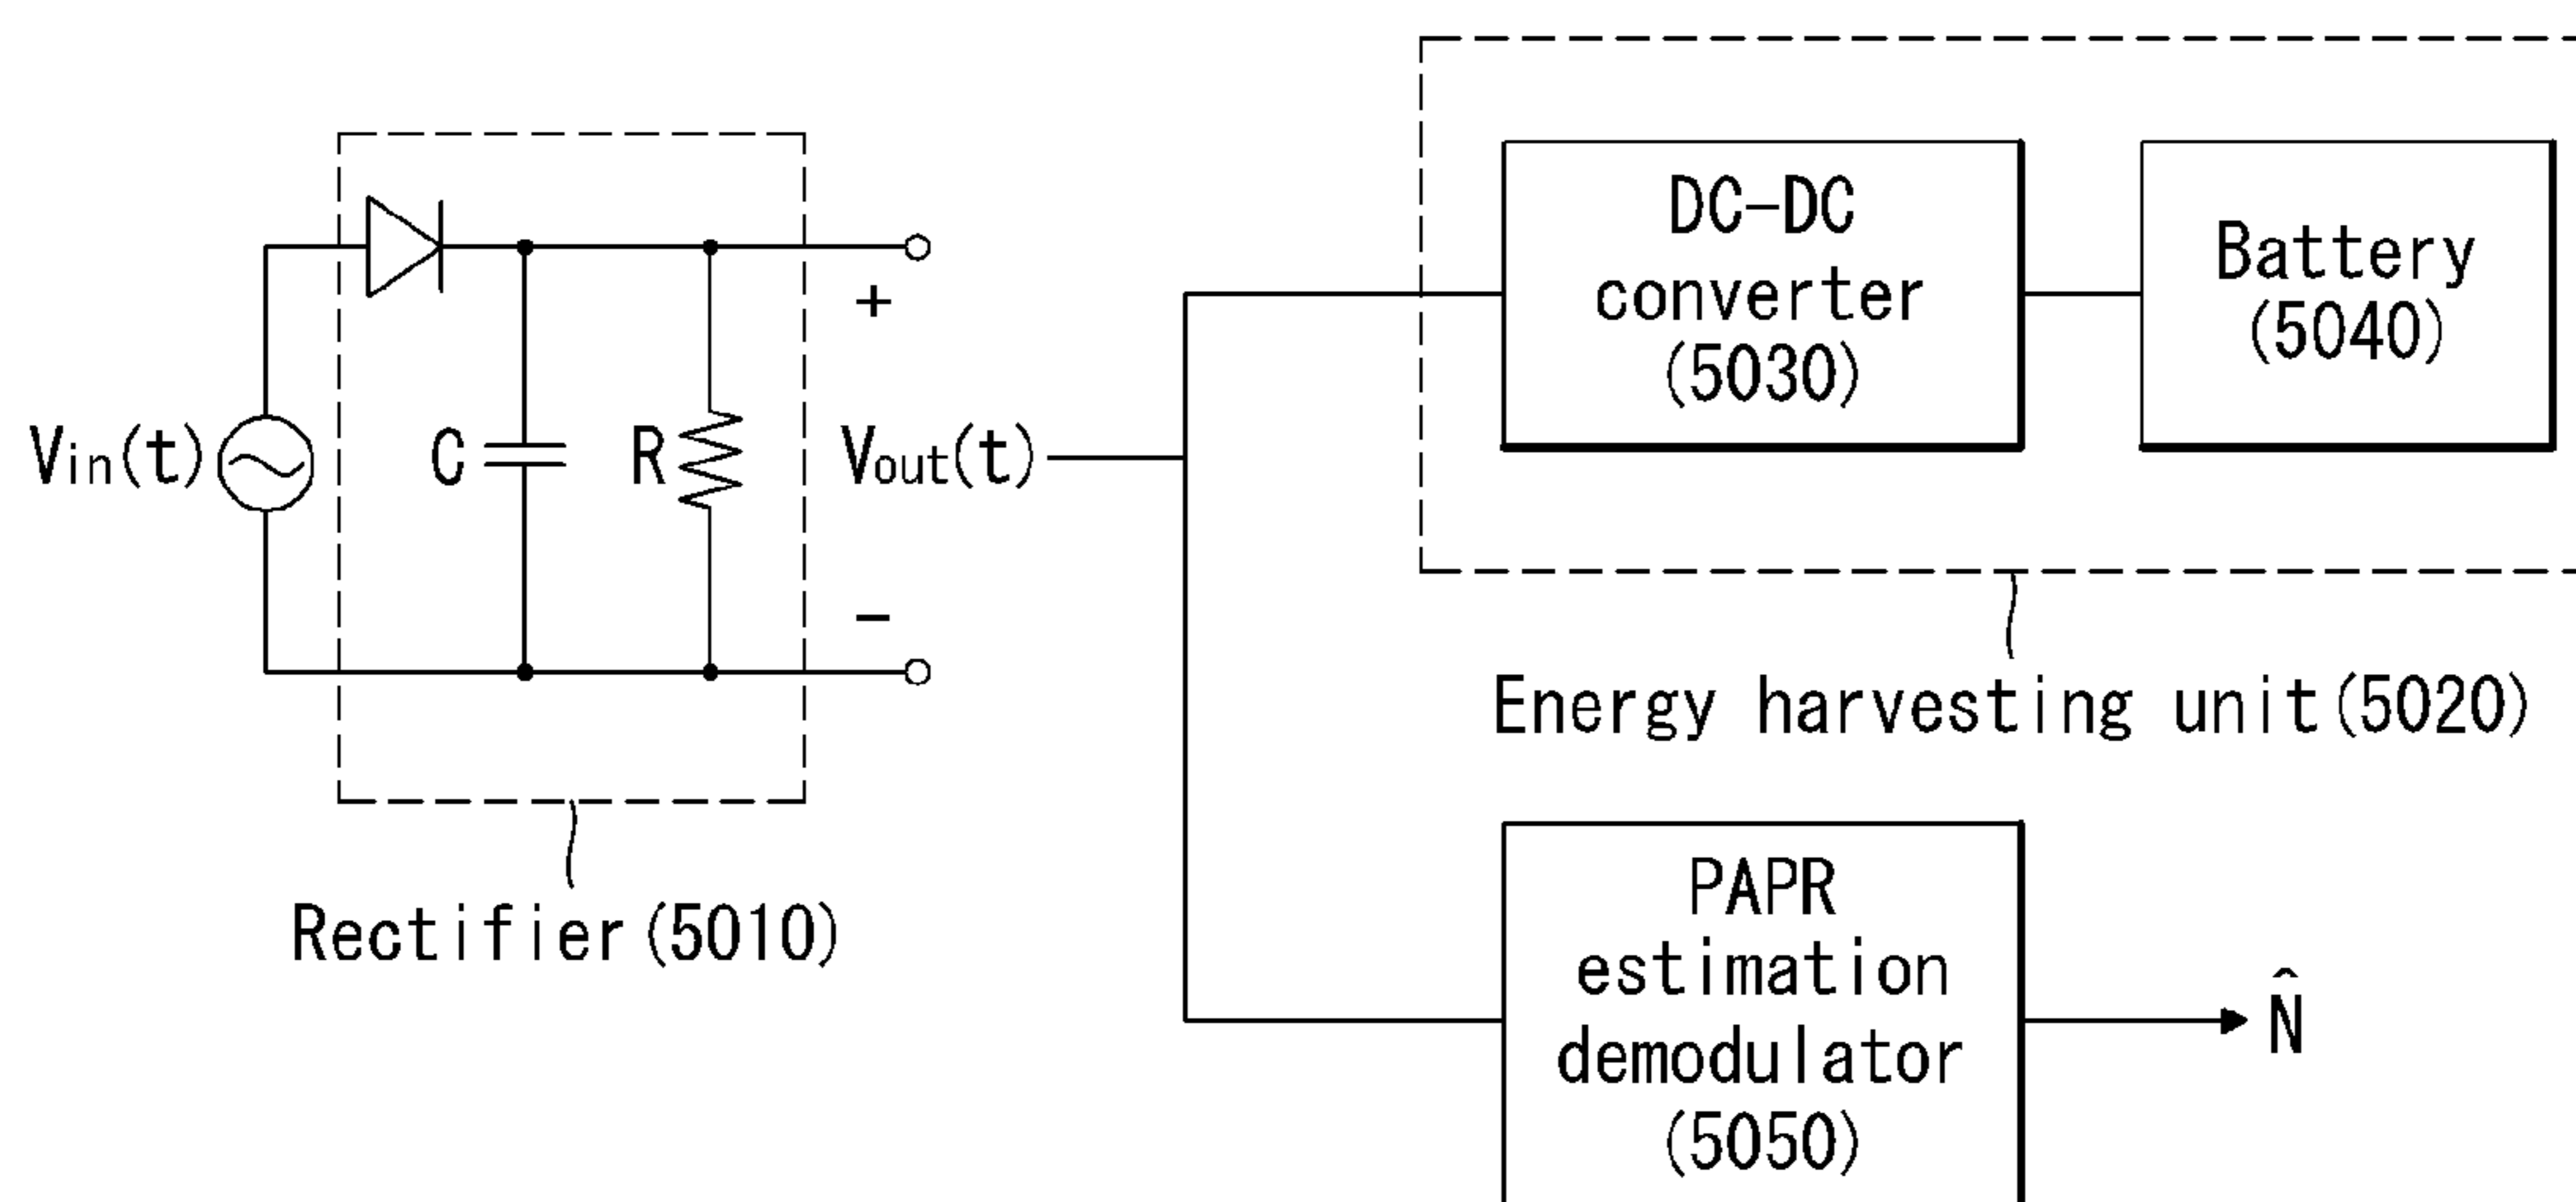 Vin(t)
C
R
+
Vout(t)
−
Rectifier(5010)
DC-DC
converter
(5030)
Battery
(5040)
Energy harvesting unit(5020)
PAPR
estimation
demodulator
(5050)
N̂